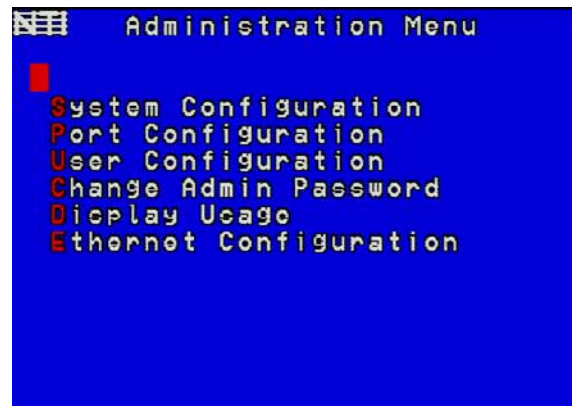 NTI Administration Menu
System Configuration
Port Configuration
User Configuration
Change Admin Password
Display Usage
Ethernet Configuration